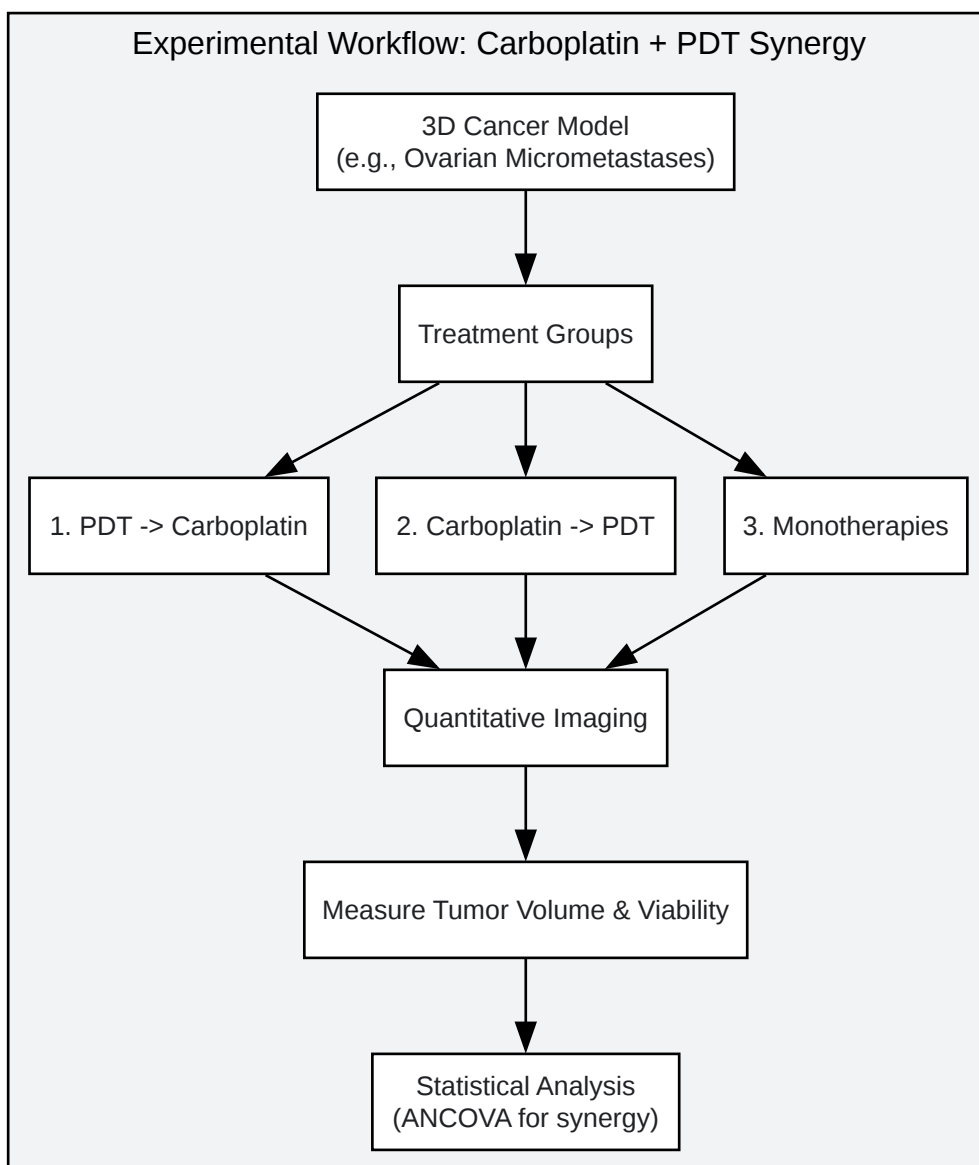 Experimental Workflow: Carboplatin + PDT Synergy
3D Cancer Model
(e.g., Ovarian Micrometastases)
Treatment Groups
1. PDT -> Carboplatin
2. Carboplatin -> PDT
3. Monotherapies
Quantitative Imaging
Measure Tumor Volume & Viability
Statistical Analysis
(ANCOVA for synergy)